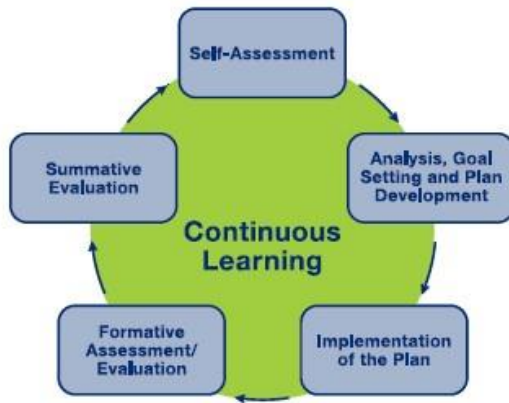 Self-Assessment
Analysis, Goal
Setting and Plan
Development
Implementation
of the Plan
Formative
Assessment/
Evaluation
Summative
Evaluation
Continuous
Learning